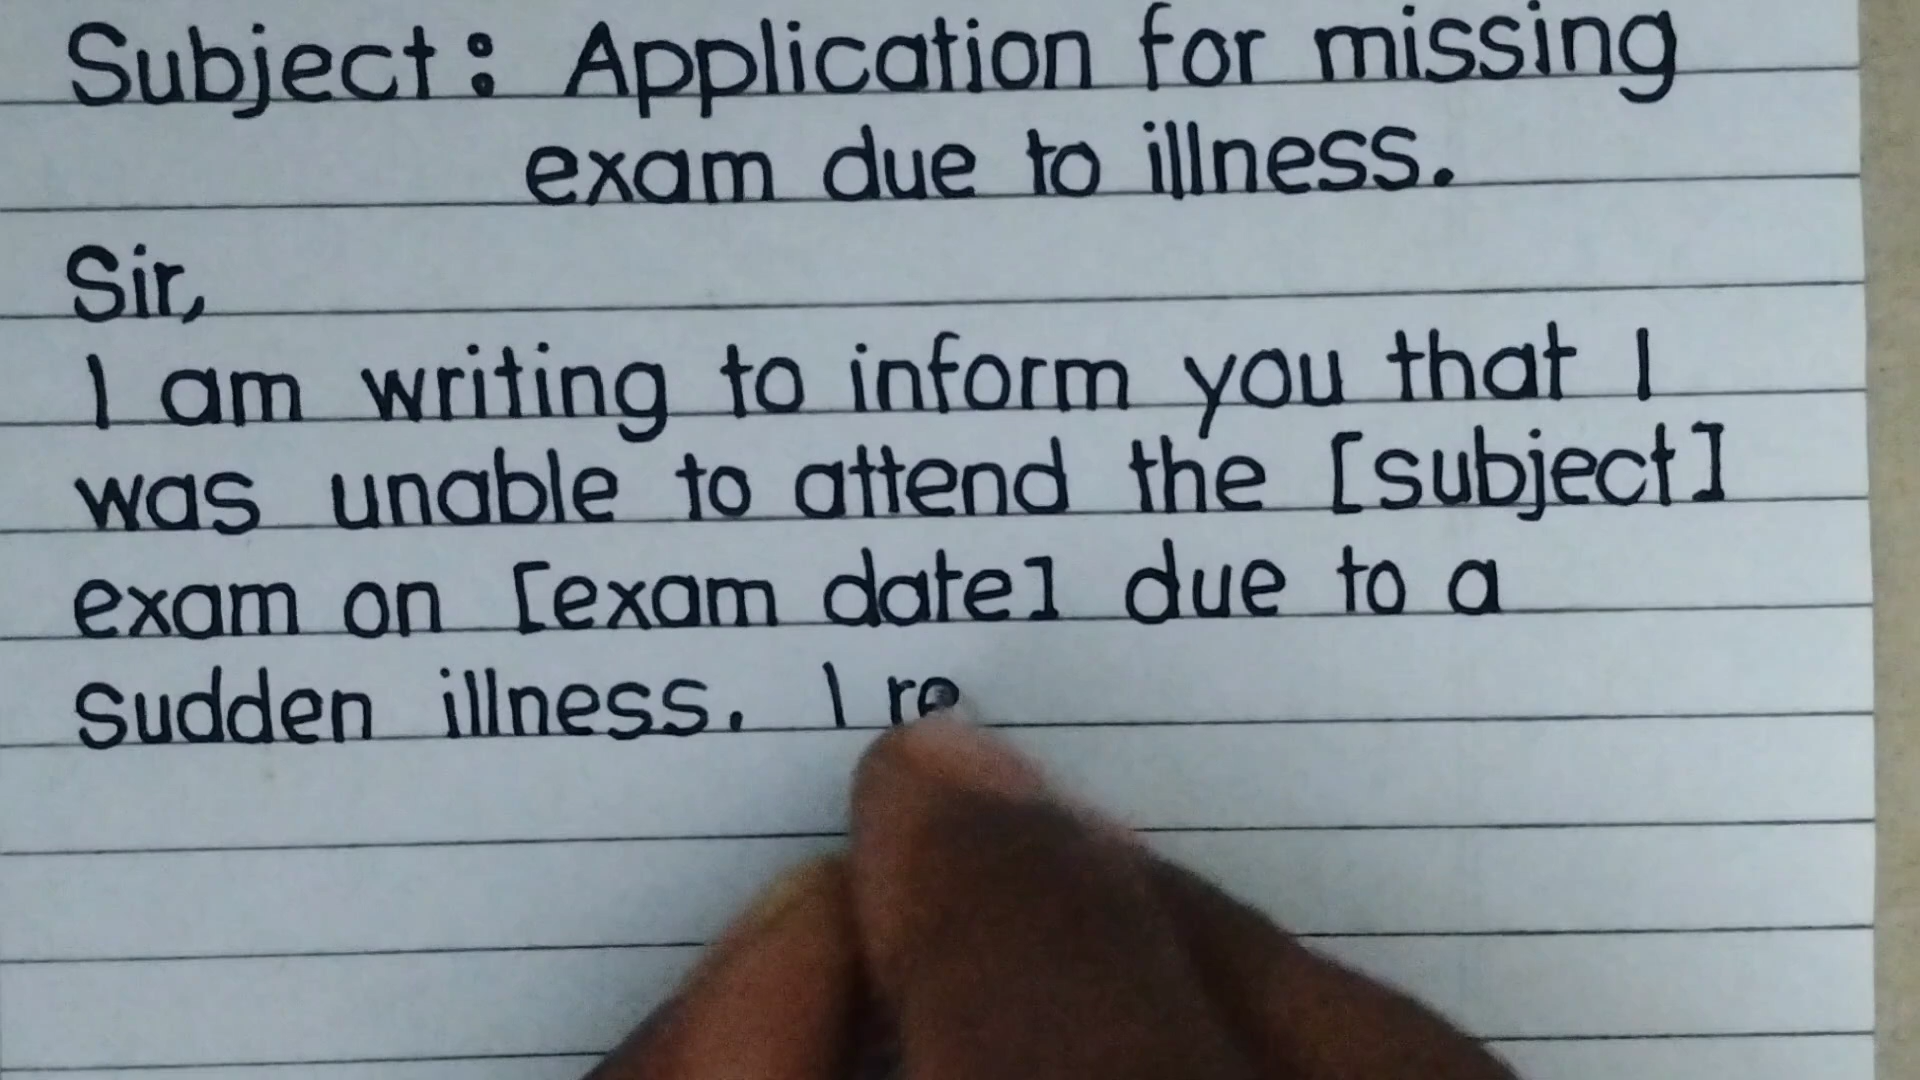 Subject: Application for missing
exam due to illness.
Sir,
I am writing to inform you that I
was unable to attend the [subject]
exam on [exam date] due to a
sudden illness. I re